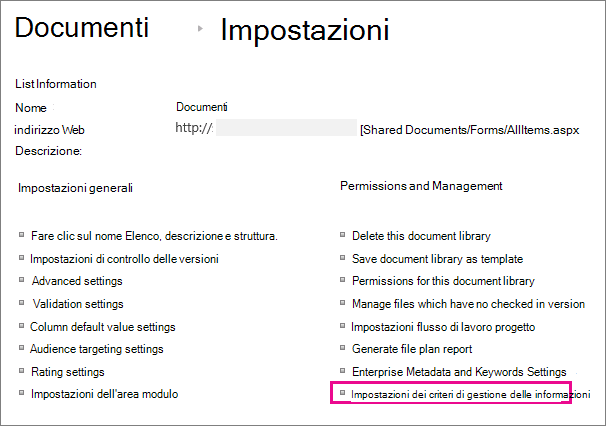 Documenti Impostazioni
List Information
Nome Documenti
indirizzo Web http://: [Shared Documents/Forms/AllItems.aspx
Descrizione:
Impostazioni generali
Fare clic sul nome Elenco, descrizione e struttura.
Impostazioni di controllo delle versioni
Advanced settings
Validation settings
Column default value settings
Audience targeting settings
Rating settings
Impostazioni dell'area modulo
Permissions and Management
Delete this document library
Save document library as template
Permissions for this document library
Manage files which have no checked in version
Impostazioni flusso di lavoro progetto
Generate file plan report
Enterprise Metadata and Keywords Settings
Impostazioni dei criteri di gestione delle informazioni